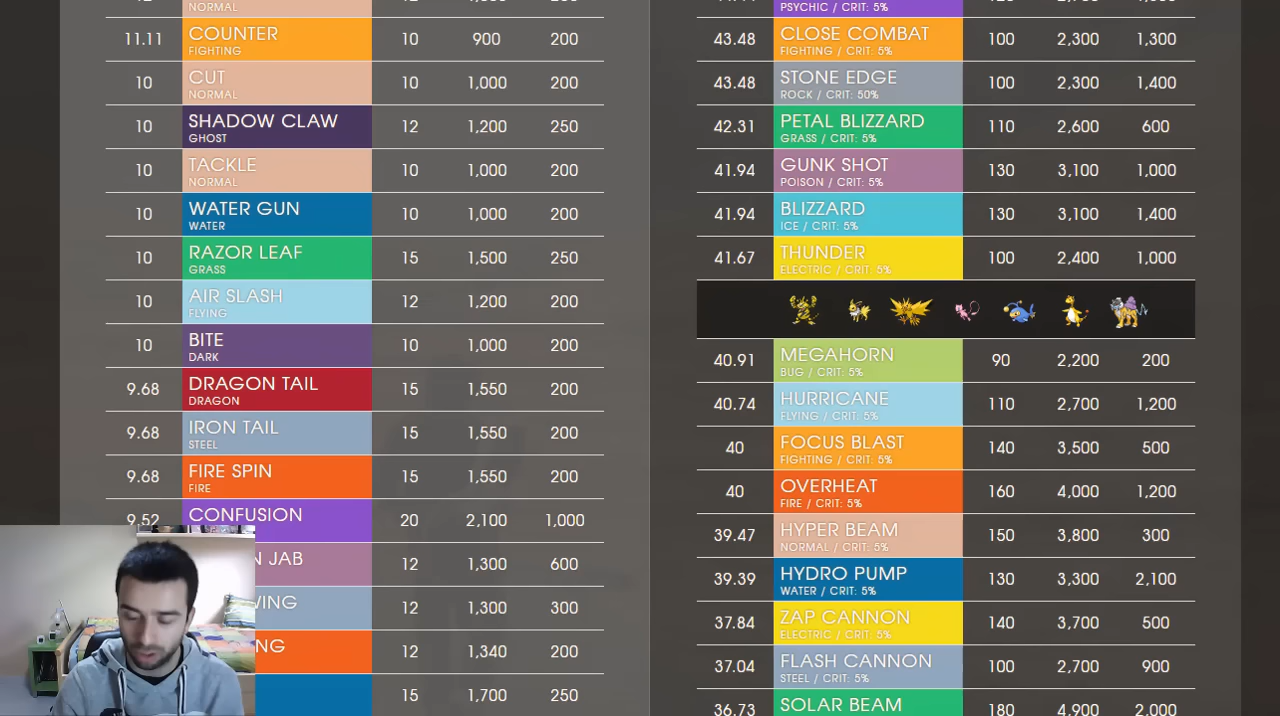 NORMAL
11.11 COUNTER 10 900 200
FIGHTING
10 CUT 10 1,000 200
NORMAL
10 SHADOW CLAW 12 1,200 250
GHOST
10 TACKLE 10 1,000 200
NORMAL
10 WATER GUN 10 1,000 200
WATER
10 RAZOR LEAF 15 1,500 250
GRASS
10 AIR SLASH 12 1,200 200
FLYING
10 BITE 10 1,000 200
DARK
9.68 DRAGON TAIL 15 1,550 200
DRAGON
9.68 IRON TAIL 15 1,550 200
STEEL
9.68 FIRE SPIN 15 1,550 200
FIRE
9.52 CONFUSION 20 2,100 1,000
N JAB 12 1,300 600
WING 12 1,300 300
NG 12 1,340 200
15 1,700 250
PSYCHIC / CRIT: 5%
43.48 CLOSE COMBAT 100 2,300 1,300
FIGHTING / CRIT: 5%
43.48 STONE EDGE 100 2,300 1,400
ROCK / CRIT: 50%
42.31 PETAL BLIZZARD 110 2,600 600
GRASS / CRIT: 5%
41.94 GUNK SHOT 130 3,100 1,000
POISON / CRIT: 5%
41.94 BLIZZARD 130 3,100 1,400
ICE / CRIT: 5%
41.67 THUNDER 100 2,400 1,000
ELECTRIC / CRIT: 5%
40.91 MEGAHORN 90 2,200 200
BUG / CRIT: 5%
40.74 HURRICANE 110 2,700 1,200
FLYING / CRIT: 5%
40 FOCUS BLAST 140 3,500 500
FIGHTING / CRIT: 5%
40 OVERHEAT 160 4,000 1,200
FIRE / CRIT: 5%
39.47 HYPER BEAM 150 3,800 300
NORMAL / CRIT: 5%
39.39 HYDRO PUMP 130 3,300 2,100
WATER / CRIT: 5%
37.84 ZAP CANNON 140 3,700 500
ELECTRIC / CRIT: 5%
37.04 FLASH CANNON 100 2,700 900
STEEL / CRIT: 5%
36.73 SOLAR BEAM 180 4,900 2,000